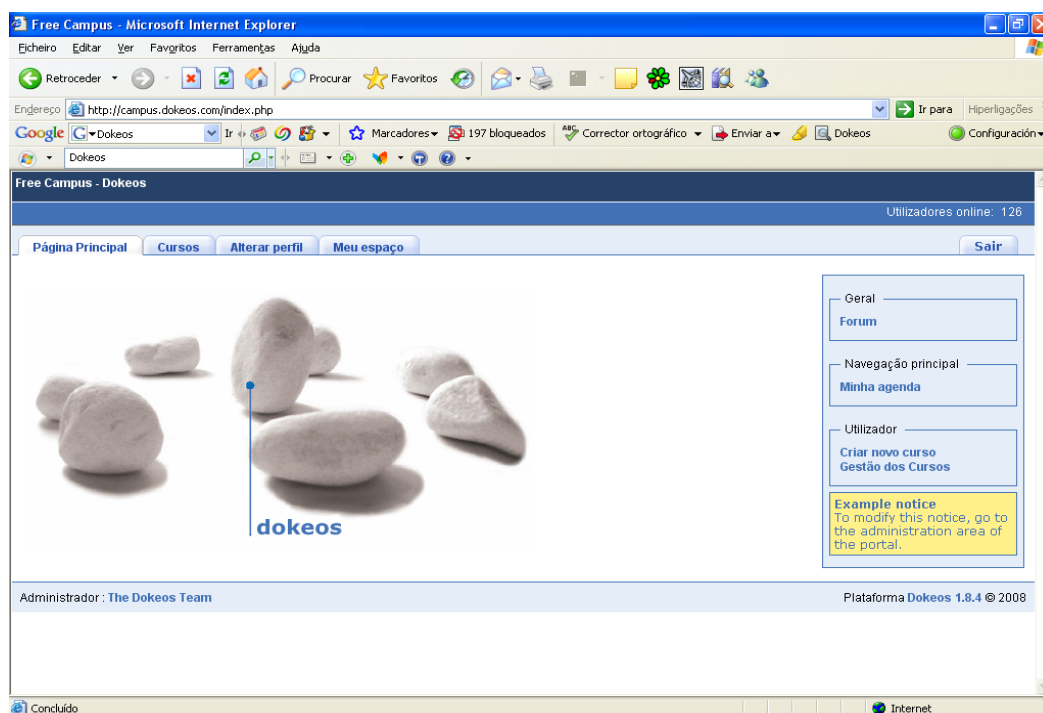 Free Campus - Microsoft Internet Explorer
Ficheiro Editar Ver Favoritos Ferramentas Ajuda
Retroceder Procurar Favoritos
Endereço http://campus.dokeos.com/index.php Ir para Hiperligações
Google G Dokeos Ir Marcadores 197 bloqueados ABC Corrector ortográfico Enviar a Dokeos Configuración
Dokeos
Free Campus - Dokeos
Utilizadores online: 126
Página Principal Cursos Alterar perfil Meu espaço Sair
Geral
Forum
Navegação principal
Minha agenda
Utilizador
Criar novo curso
Gestão dos Cursos
Example notice
To modify this notice, go to
the administration area of
the portal.
dokeos
Administrador : The Dokeos Team Plataforma Dokeos 1.8.4 © 2008
Concluído Internet